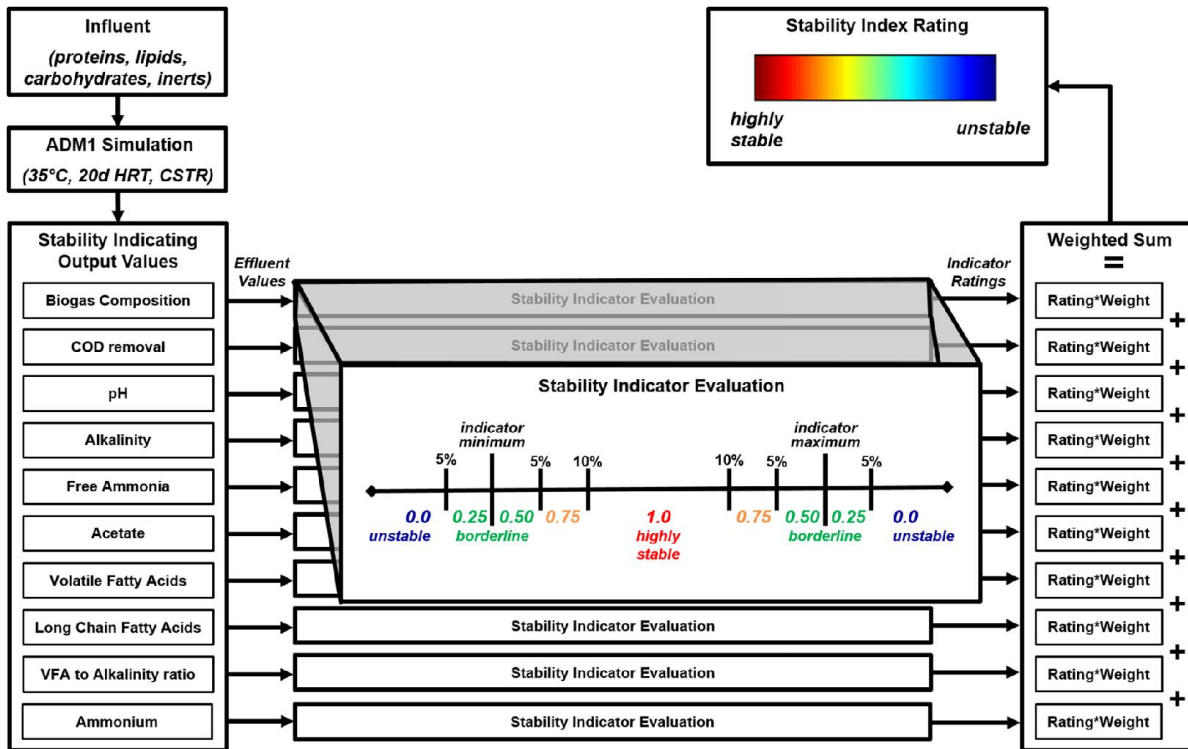 Influent
(proteins, lipids,
carbohydrates, inerts)
ADM1 Simulation
(35°C, 20d HRT, CSTR)
Stability Index Rating
highly
stable
unstable
Stability Indicating
Output Values
Biogas Composition
COD removal
pH
Alkalinity
Free Ammonia
Acetate
Volatile Fatty Acids
Long Chain Fatty Acids
VFA to Alkalinity ratio
Ammonium
Effluent
Values
Stability Indicator Evaluation
Stability Indicator Evaluation
Stability Indicator Evaluation
indicator
minimum
indicator
maximum
5% 5% 10% 10% 5% 5%
0.0 0.25 0.50 0.75 1.0 0.75 0.50 0.25 0.0
unstable borderline highly borderline unstable
stable
Stability Indicator Evaluation
Stability Indicator Evaluation
Stability Indicator Evaluation
Indicator
Ratings
Weighted Sum
=
Rating*Weight
+
Rating*Weight
+
Rating*Weight
+
Rating*Weight
+
Rating*Weight
+
Rating*Weight
+
Rating*Weight
+
Rating*Weight
+
Rating*Weight
+
Rating*Weight